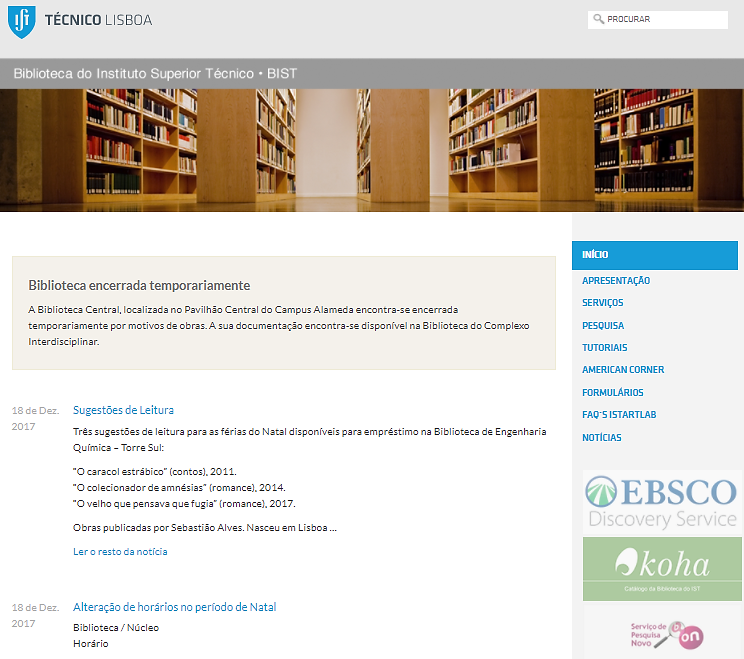 TÉCNICO LISBOA
PROCURAR
Biblioteca do Instituto Superior Técnico • BIST
Biblioteca encerrada temporariamente
A Biblioteca Central, localizada no Pavilhão Central do Campus Alameda encontra-se encerrada
temporariamente por motivos de obras. A sua documentação encontra-se disponível na Biblioteca do Complexo
Interdisciplinar.
18 de Dez.
2017
Sugestões de Leitura
Três sugestões de leitura para as férias do Natal disponíveis para empréstimo na Biblioteca de Engenharia
Química – Torre Sul:
"O caracol estrábico" (contos), 2011.
"O colecionador de amnésias" (romance), 2014.
"O velho que pensava que fugia" (romance), 2017.
Obras publicadas por Sebastião Alves. Nasceu em Lisboa ...
Ler o resto da notícia
18 de Dez.
2017
Alteração de horários no período de Natal
Biblioteca / Núcleo
Horário
INÍCIO
APRESENTAÇÃO
SERVIÇOS
PESQUISA
TUTORIAIS
AMERICAN CORNER
FORMULÁRIOS
FAQ'S ISTARTLAB
NOTÍCIAS
EBSCO
Discovery Service
koha
Catálogo da Biblioteca do IST
Serviço de
Pesquisa
Novo
on